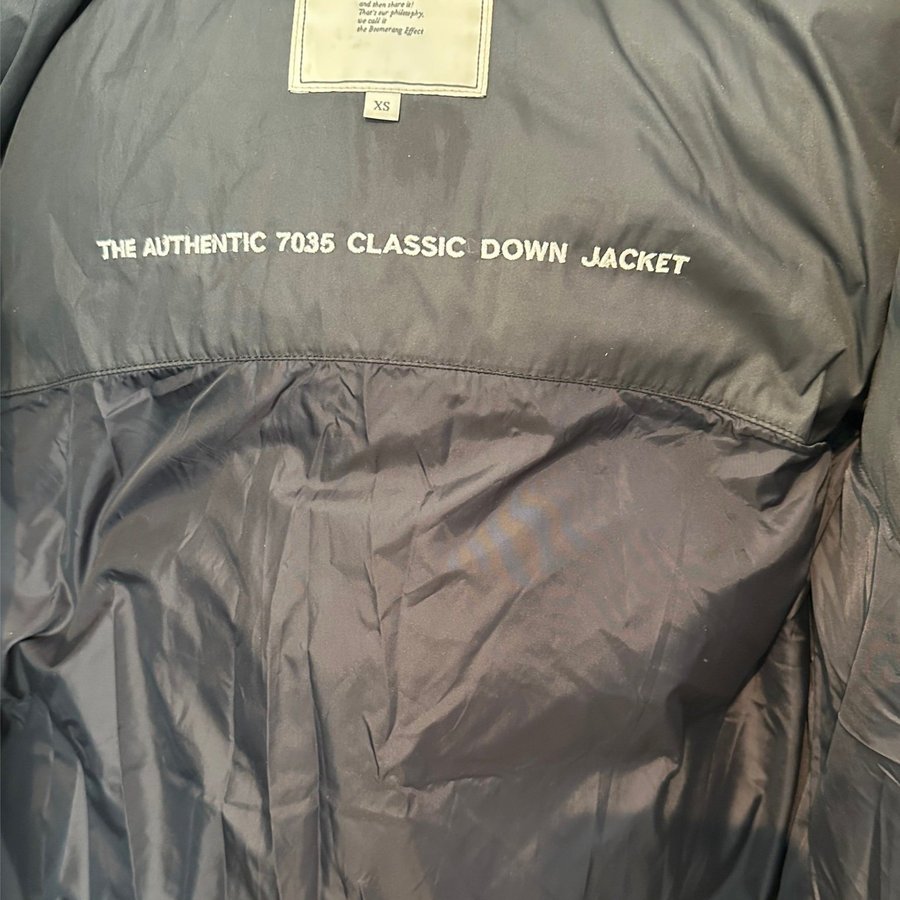 and then share it!
That's our philosophy,
we call it
the Boomerang Effect
XS
THE AUTHENTIC 7035 CLASSIC DOWN JACKET